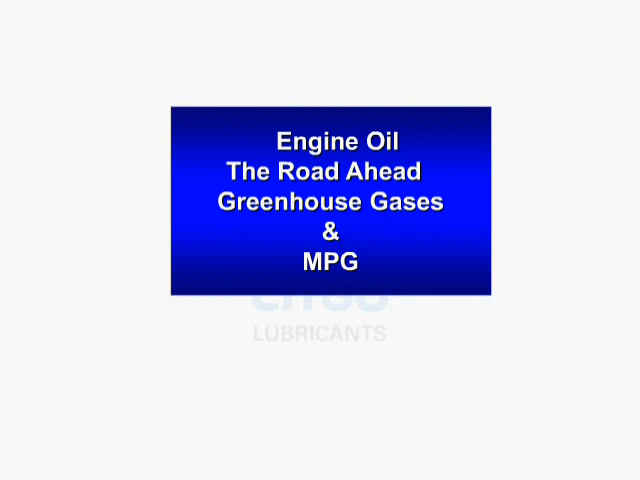 Engine Oil
The Road Ahead
Greenhouse Gases
&
MPG
LUBRICANTS